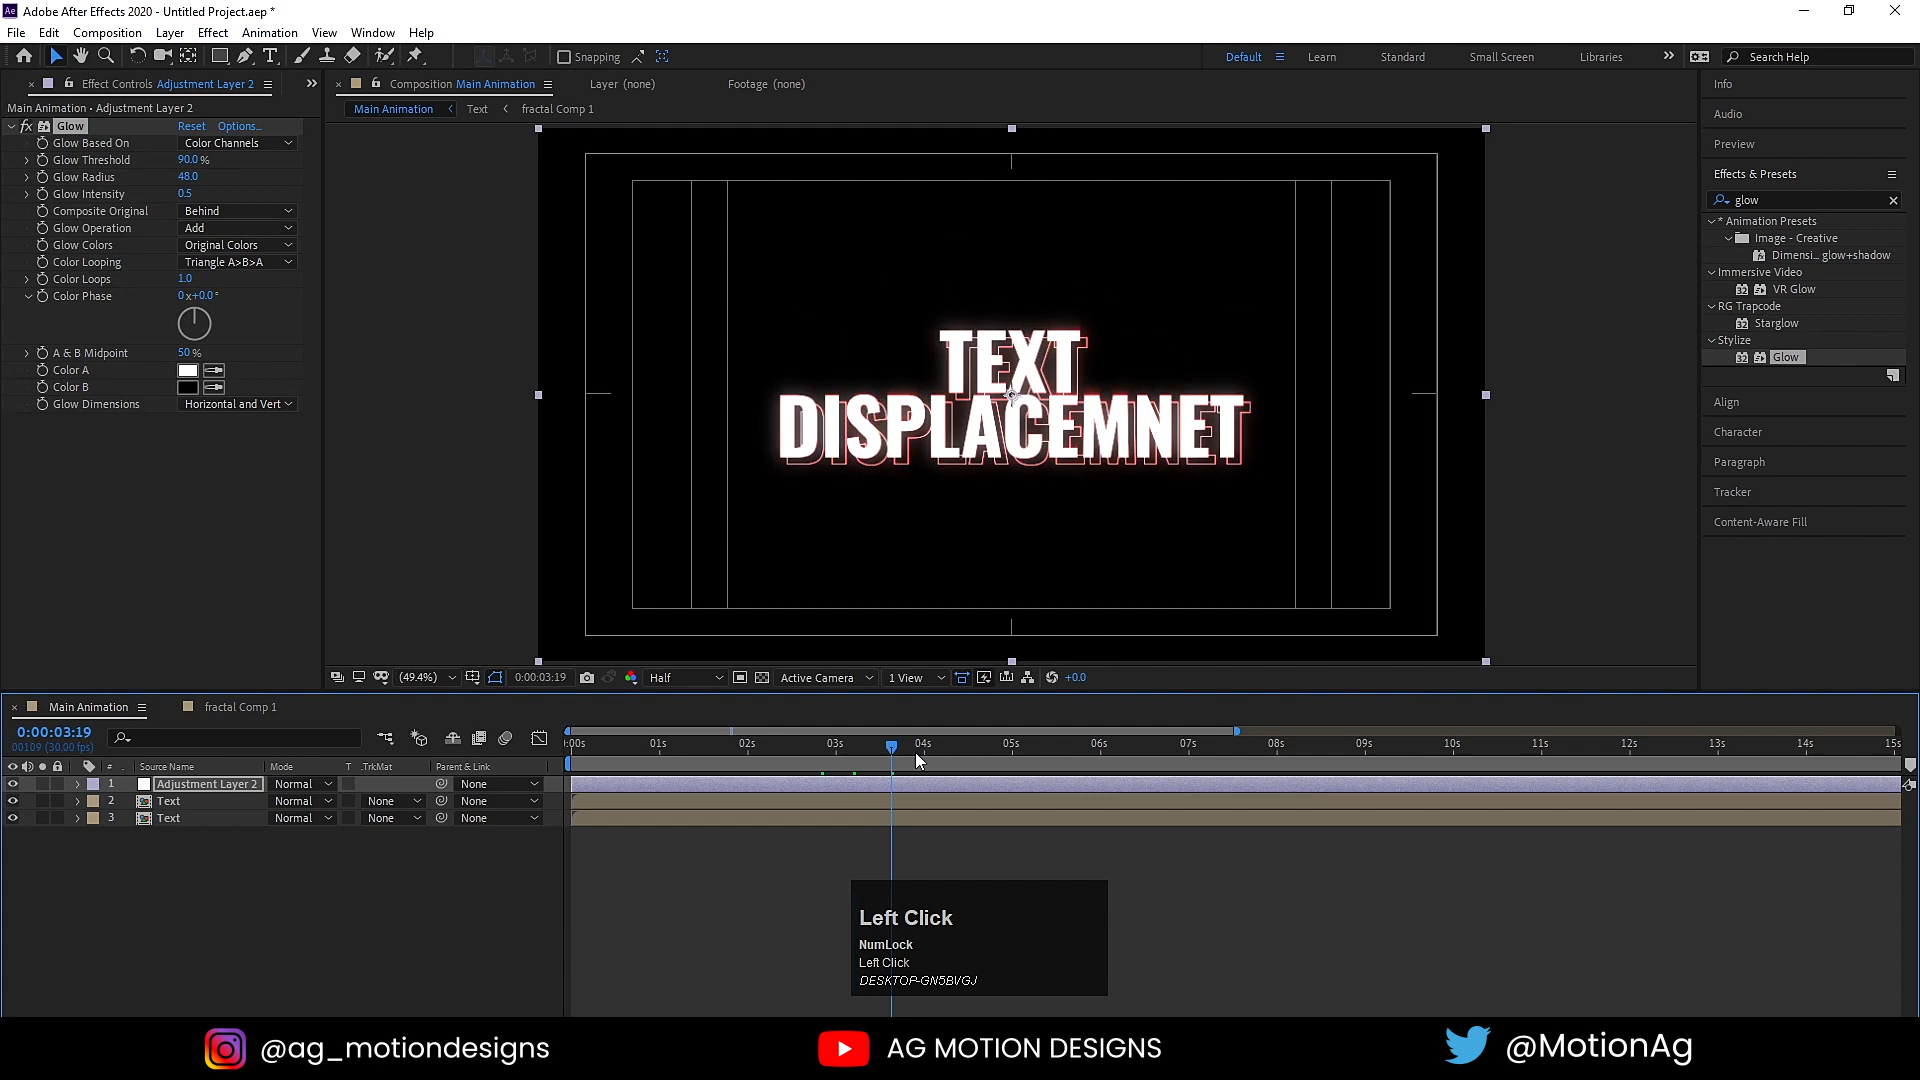 Adobe After Effects 2020 - Untitled Project.aep *
File Edit Composition Layer Effect Animation View Window Help
Snapping
Default Learn Standard Small Screen Libraries Search Help
Effect Controls Adjustment Layer 2
Composition Main Animation Layer (none) Footage (none)
Main Animation • Adjustment Layer 2
Main Animation Text fractal Comp 1
fx Glow Reset Options...
Glow Based On Color Channels
Glow Threshold 90.0 %
Glow Radius 48.0
Glow Intensity 0.5
Composite Original Behind
Glow Operation Add
Glow Colors Original Colors
Color Looping Triangle A>B>A
Color Loops 1.0
Color Phase 0x+0.0°
A & B Midpoint 50 %
Color A
Color B
Glow Dimensions Horizontal and Vert
TEXT
DISPLACEMNET
Info
Audio
Preview
Effects & Presets
glow
* Animation Presets
Image - Creative
Dimensi... glow+shadow
Immersive Video
VR Glow
RG Trapcode
Starglow
Stylize
Glow
Align
Character
Paragraph
Tracker
Content-Aware Fill
(49.4%) 0:00:03:19 Half Active Camera 1 View +0.0
Main Animation fractal Comp 1
0:00:03:19
00109 (30.00 fps)
:00s 01s 02s 03s 04s 05s 06s 07s 08s 09s 10s 11s 12s 13s 14s 15s
# Source Name Mode T .TrkMat Parent & Link
1 Adjustment Layer 2 Normal None
2 Text Normal None None
3 Text Normal None None
Left Click
NumLock
Left Click
DESKTOP-GN5BVGJ
@ag_motiondesigns AG MOTION DESIGNS @MotionAg